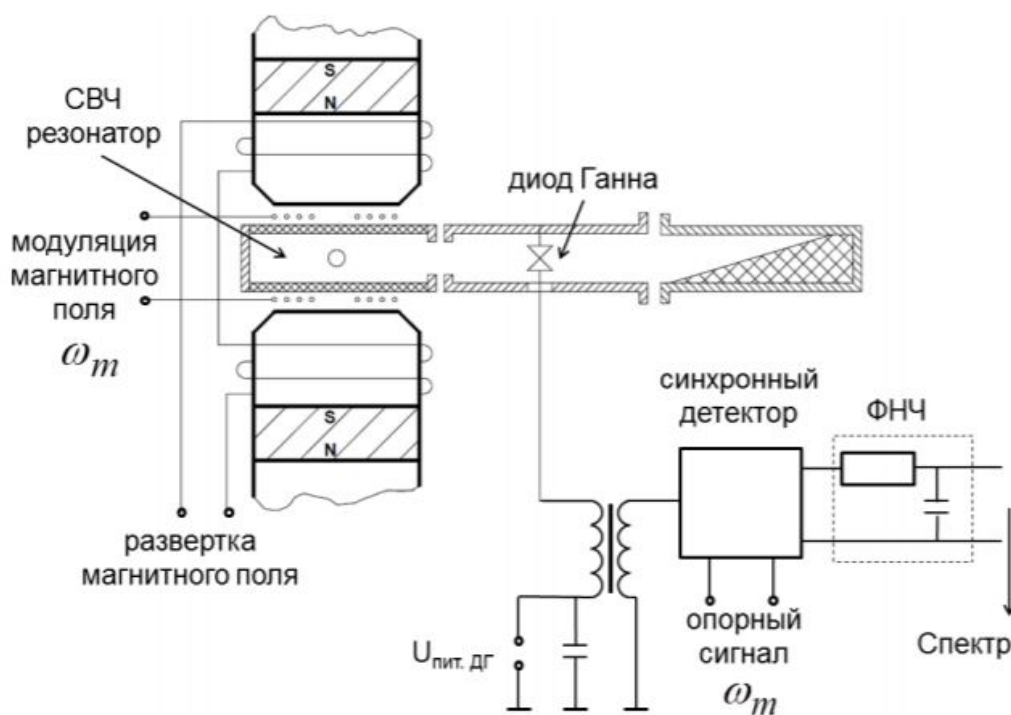 S
N
СВЧ
резонатор
диод Ганна
модуляция
магнитного
поля
ω_m
синхронный
детектор
ФНЧ
S
N
развертка
магнитного поля
U пит. ДГ
опорный
сигнал
ω_m
Спектр